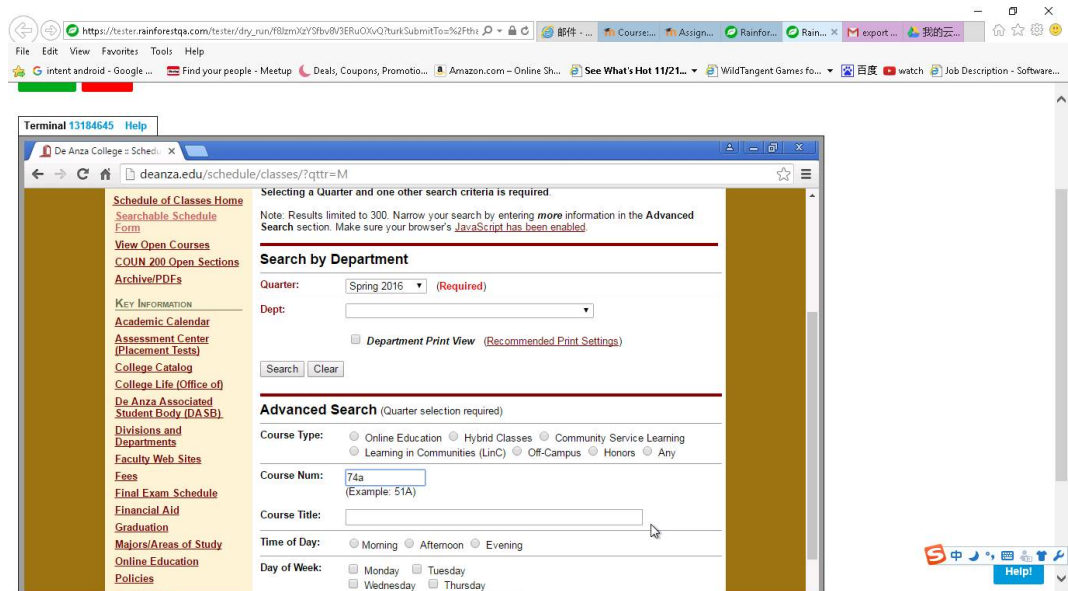 https://tester.rainforestqa.com/tester/dry_run/
邮件 - ...
Course:...
Assign...
Rainfor...
Rain...
export ...
我的云...
File Edit View Favorites Tools Help
intent android - Google ...
Find your people - Meetup
Deals, Coupons, Promotio...
Amazon.com – Online Sh...
See What's Hot 11/21...
WildTangent Games fo...
百度
watch
Job Description - Software...
Terminal 13184645 Help
De Anza College :: Schedu
deanza.edu/schedule/classes/?qttr=M
Schedule of Classes Home
Searchable Schedule
Form
View Open Courses
COUN 200 Open Sections
Archive/PDFs
KEY INFORMATION
Academic Calendar
Assessment Center
(Placement Tests)
College Catalog
College Life (Office of)
De Anza Associated
Student Body (DASB)
Divisions and
Departments
Faculty Web Sites
Fees
Final Exam Schedule
Financial Aid
Graduation
Majors/Areas of Study
Online Education
Policies
Selecting a Quarter and one other search criteria is required.
Note: Results limited to 300. Narrow your search by entering more information in the Advanced
Search section. Make sure your browser's JavaScript has been enabled.
Search by Department
Quarter: Spring 2016 (Required)
Dept:
Department Print View (Recommended Print Settings)
Search Clear
Advanced Search (Quarter selection required)
Course Type: Online Education Hybrid Classes Community Service Learning
Learning in Communities (LinC) Off-Campus Honors Any
Course Num: 74a
(Example: 51A)
Course Title:
Time of Day: Morning Afternoon Evening
Day of Week: Monday Tuesday
Wednesday Thursday
中
Help!